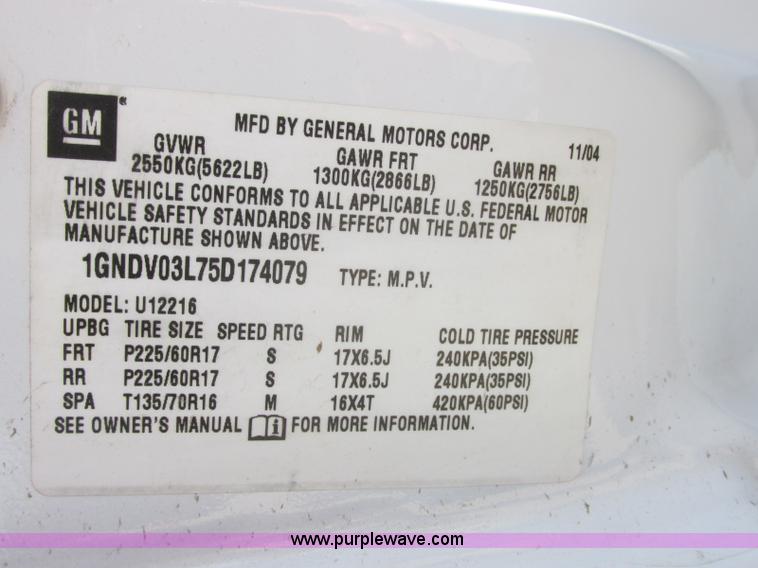 GM
MFD BY GENERAL MOTORS CORP. 11/04
GVWR GAWR FRT GAWR RR
2550KG(5622LB) 1300KG(2866LB) 1250KG(2756LB)
THIS VEHICLE CONFORMS TO ALL APPLICABLE U.S. FEDERAL MOTOR
VEHICLE SAFETY STANDARDS IN EFFECT ON THE DATE OF
MANUFACTURE SHOWN ABOVE.
1GNDV03L75D174079 TYPE: M.P.V.
MODEL: U12216
UPBG TIRE SIZE SPEED RTG RIM COLD TIRE PRESSURE
FRT P225/60R17 S 17X6.5J 240KPA(35PSI)
RR P225/60R17 S 17X6.5J 240KPA(35PSI)
SPA T135/70R16 M 16X4T 420KPA(60PSI)
SEE OWNER'S MANUAL i FOR MORE INFORMATION.
www.purplewave.com